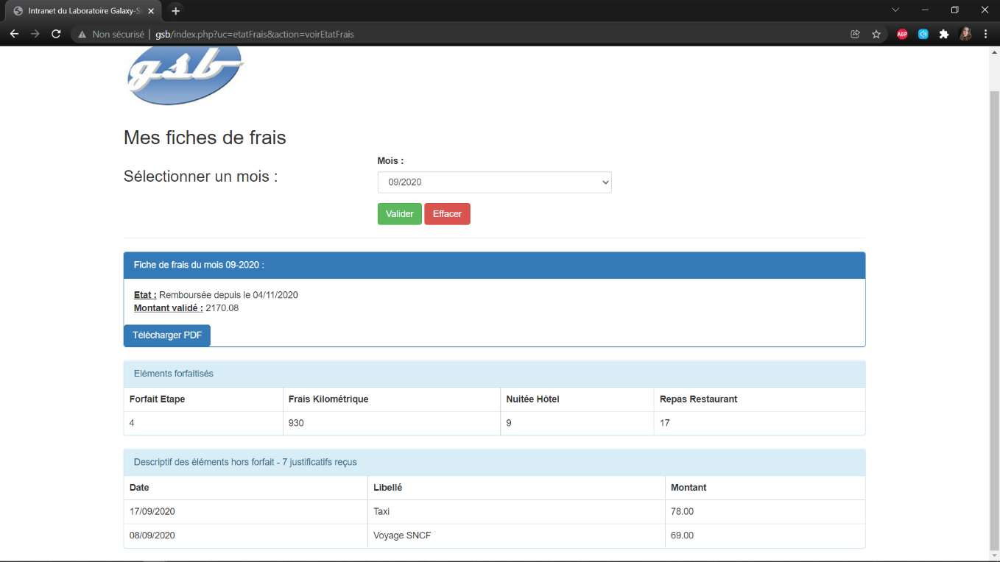 Intranet du Laboratoire Galaxy-Sw
Non sécurisé | gsb/index.php?uc=etatFrais&action=voirEtatFrais
ABP
gsb
Mes fiches de frais
Mois :
Sélectionner un mois :
09/2020
Valider Effacer
Fiche de frais du mois 09-2020 :
Etat : Remboursée depuis le 04/11/2020
Montant validé : 2170.08
Télécharger PDF
Eléments forfaitisés
Forfait Etape Frais Kilométrique Nuitée Hôtel Repas Restaurant
4 930 9 17
Descriptif des éléments hors forfait - 7 justificatifs reçus
Date Libellé Montant
17/09/2020 Taxi 78.00
08/09/2020 Voyage SNCF 69.00